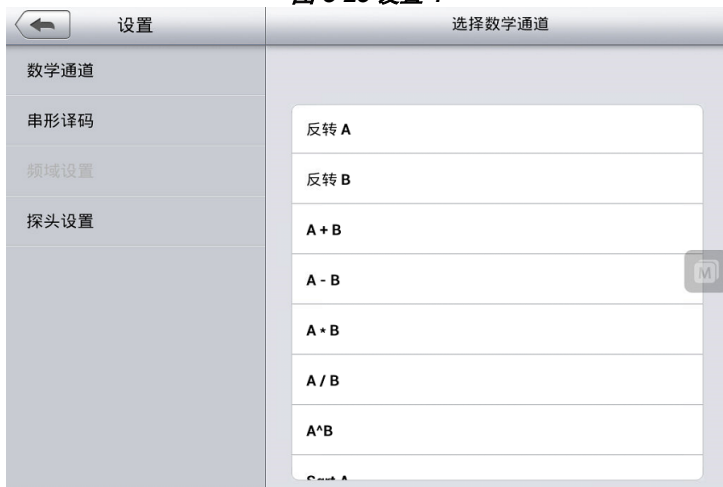 设置
选择数学通道
数学通道
串形译码
频域设置
探头设置
反转 A
反转 B
A + B
A - B
A * B
A / B
A^B
Sqrt A
M